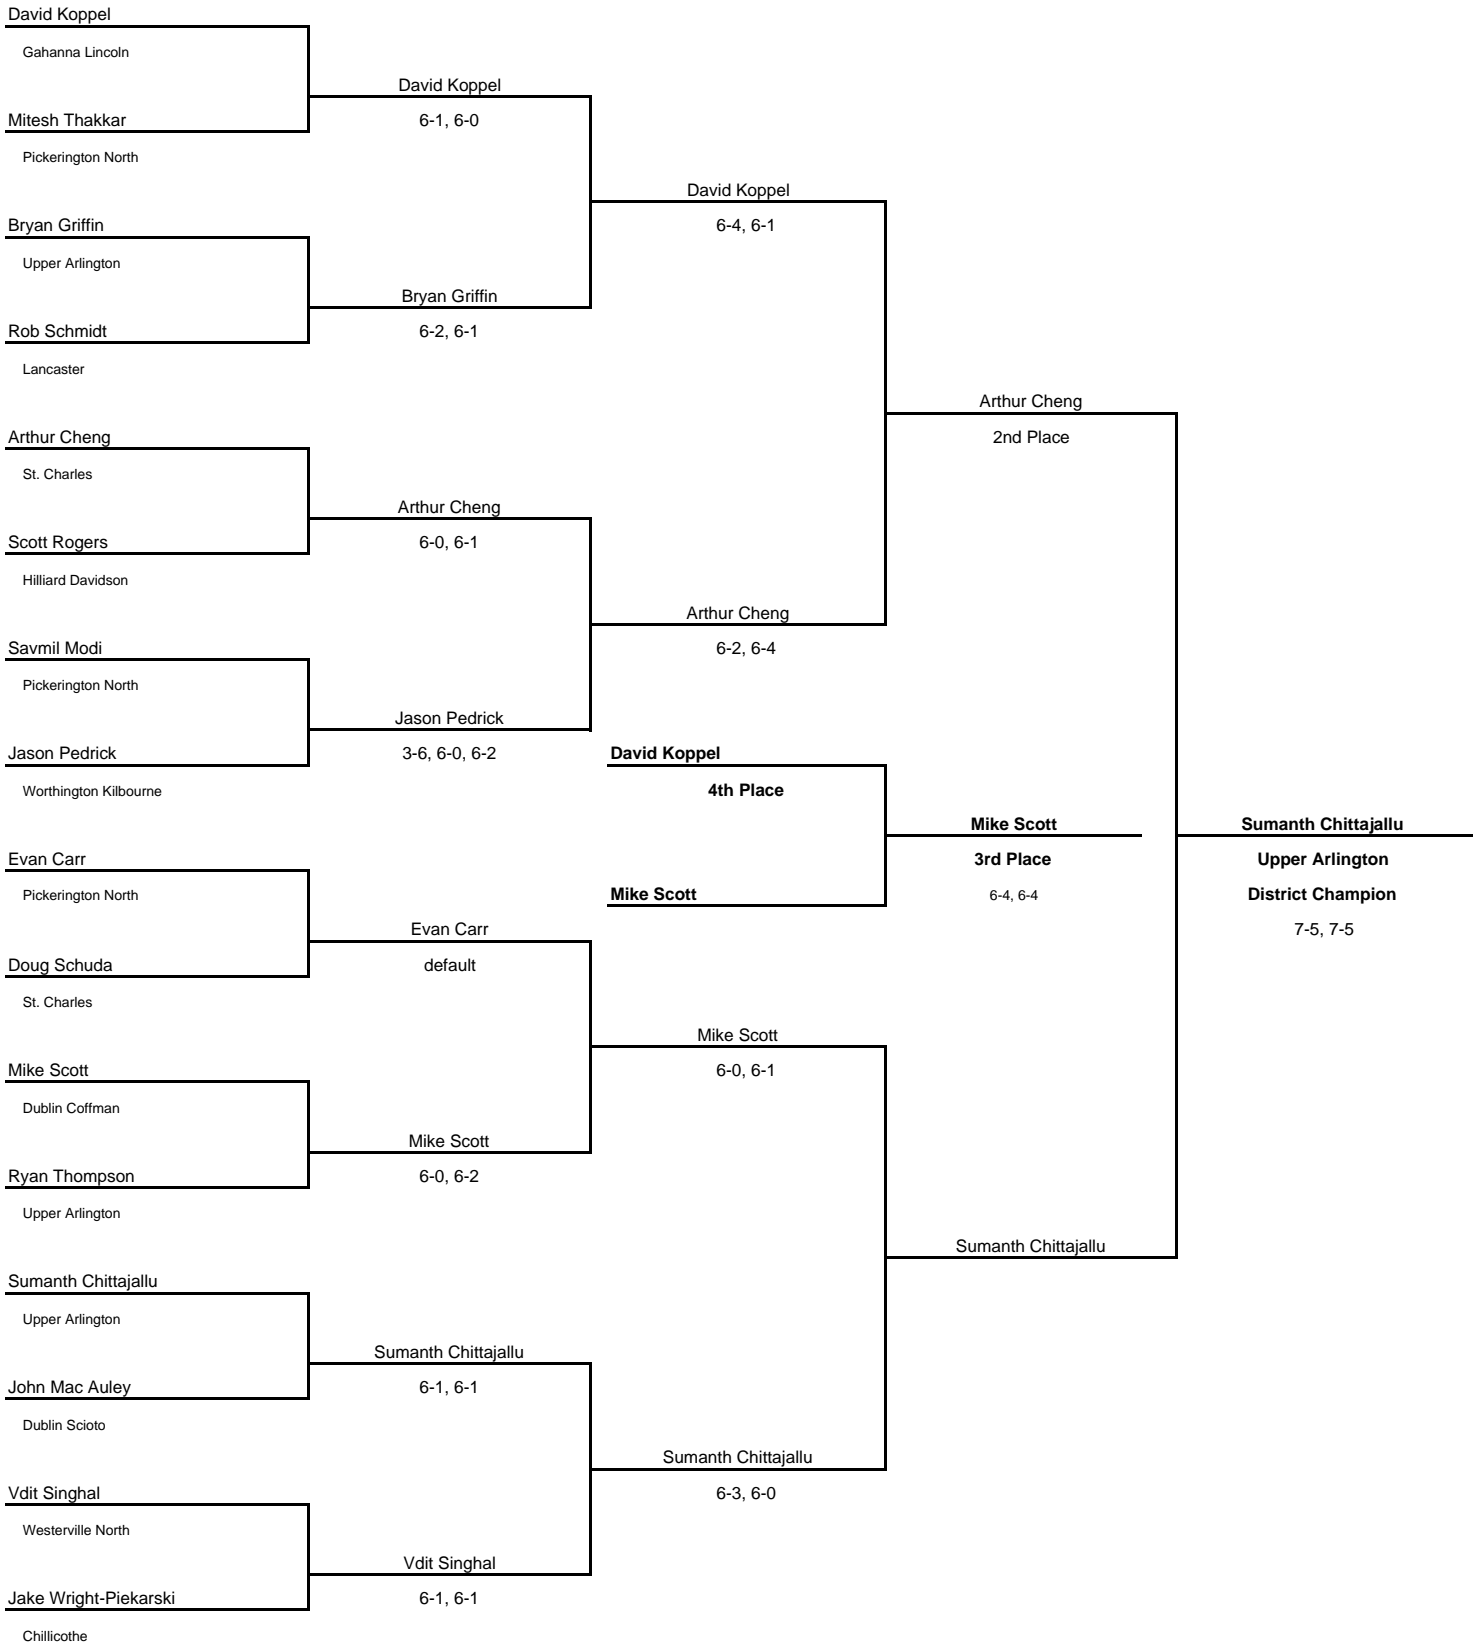 David Koppel
Gahanna Lincoln
David Koppel
Mitesh Thakkar
6-1, 6-0
Pickerington North
David Koppel
Bryan Griffin
6-4, 6-1
Upper Arlington
Bryan Griffin
Rob Schmidt
6-2, 6-1
Lancaster
Arthur Cheng
Arthur Cheng
2nd Place
St. Charles
Arthur Cheng
Scott Rogers
6-0, 6-1
Hilliard Davidson
Arthur Cheng
Savmil Modi
6-2, 6-4
Pickerington North
Jason Pedrick
Jason Pedrick
3-6, 6-0, 6-2
David Koppel
Worthington Kilbourne
4th Place
Mike Scott
Sumanth Chittajallu
Evan Carr
3rd Place
Upper Arlington
Pickerington North
Mike Scott
6-4, 6-4
District Champion
Evan Carr
7-5, 7-5
Doug Schuda
default
St. Charles
Mike Scott
Mike Scott
6-0, 6-1
Dublin Coffman
Mike Scott
Ryan Thompson
6-0, 6-2
Upper Arlington
Sumanth Chittajallu
Sumanth Chittajallu
Upper Arlington
Sumanth Chittajallu
John Mac Auley
6-1, 6-1
Dublin Scioto
Sumanth Chittajallu
Vdit Singhal
6-3, 6-0
Westerville North
Vdit Singhal
Jake Wright-Piekarski
6-1, 6-1
Chillicothe